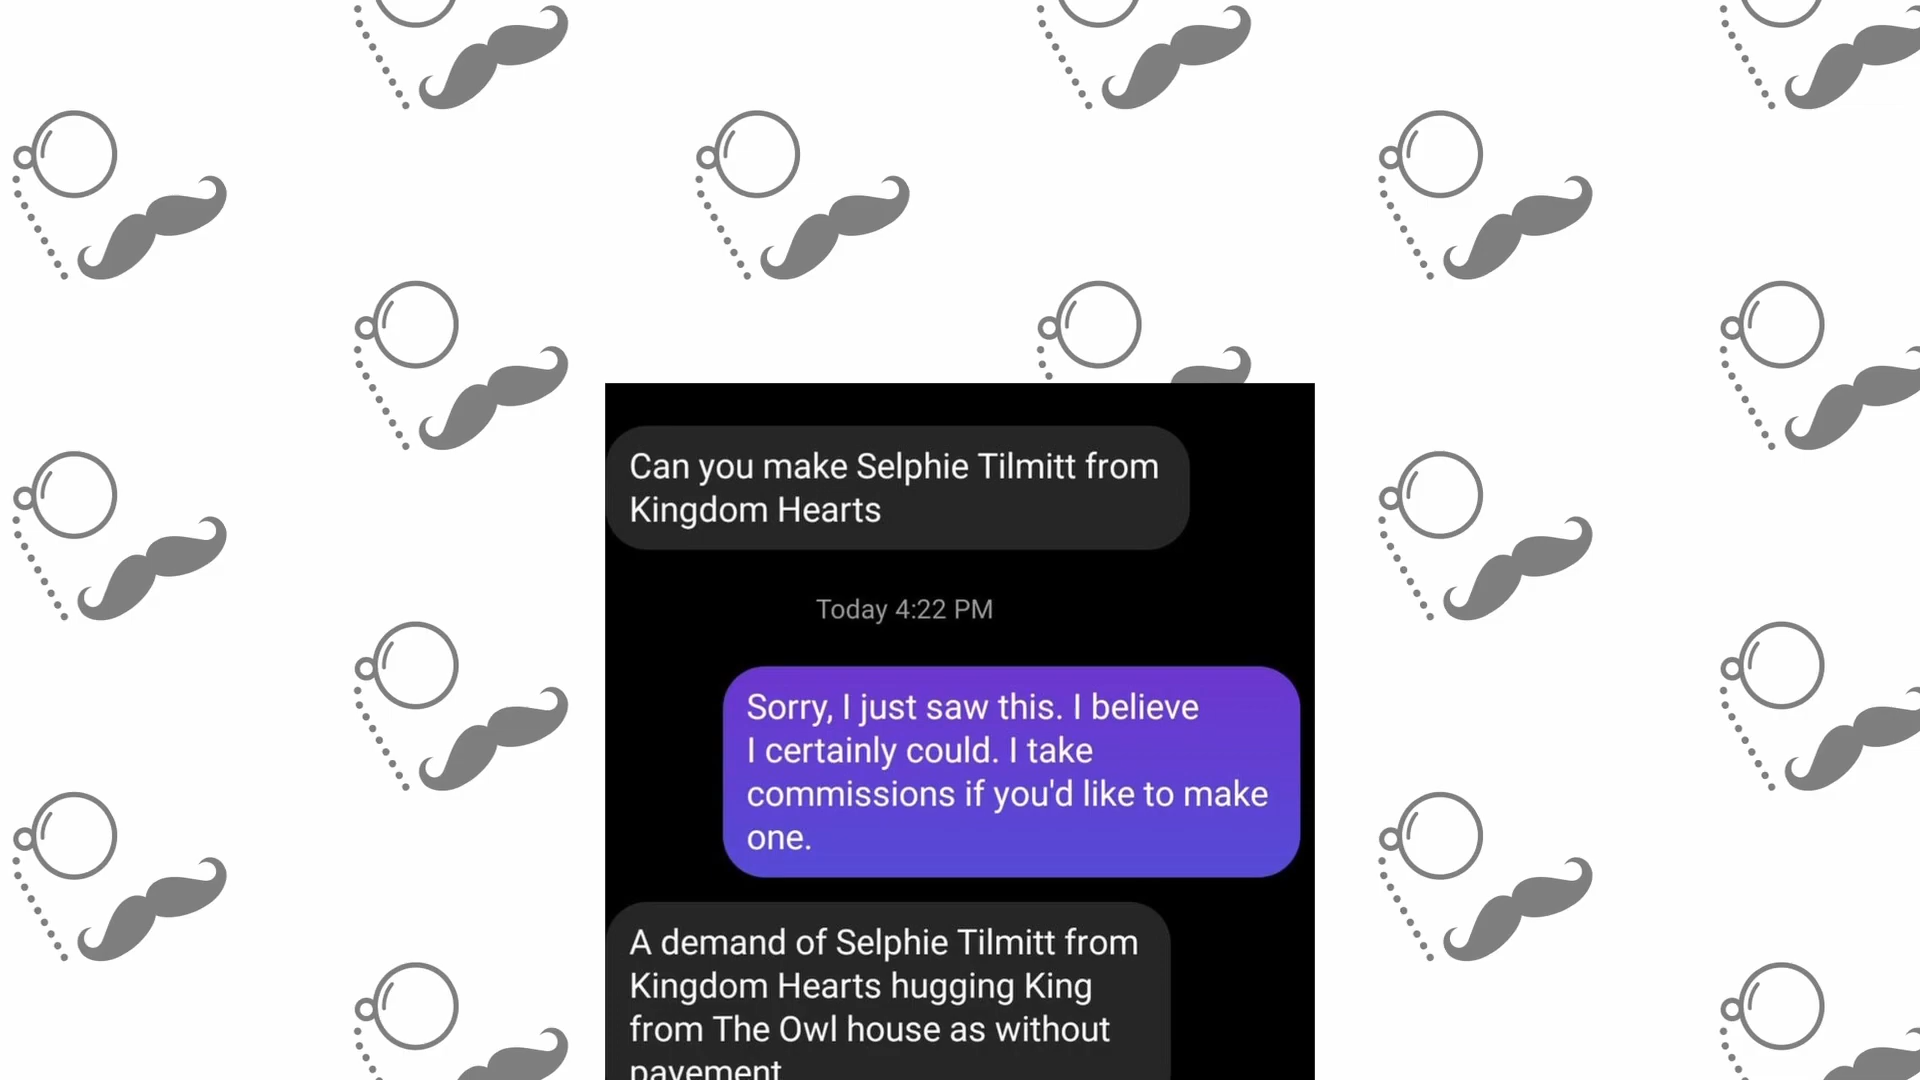 Can you make Selphie Tilmitt from
Kingdom Hearts
Today 4:22 PM
Sorry, I just saw this. I believe
I certainly could. I take
commissions if you'd like to make
one.
A demand of Selphie Tilmitt from
Kingdom Hearts hugging King
from The Owl house as without
pavement